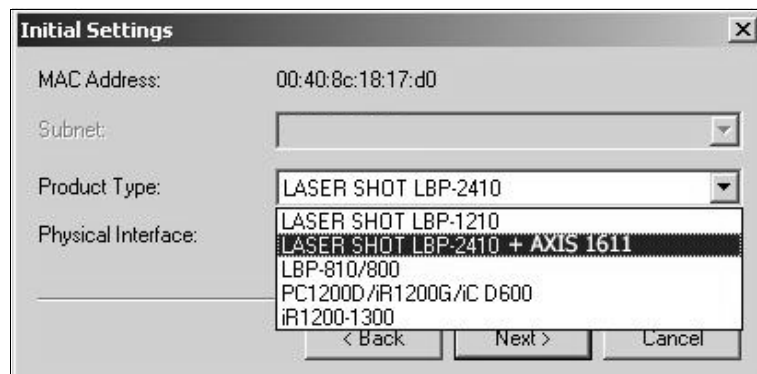 Initial Settings
MAC Address: 00:40:8c:18:17:d0
Subnet:
Product Type: LASER SHOT LBP-2410
LASER SHOT LBP-1210
Physical Interface:
LASER SHOT LBP-2410 + AXIS 1611
LBP-810/800
PC1200D/iR1200G/iC D600
iR1200-1300
< Back Next > Cancel